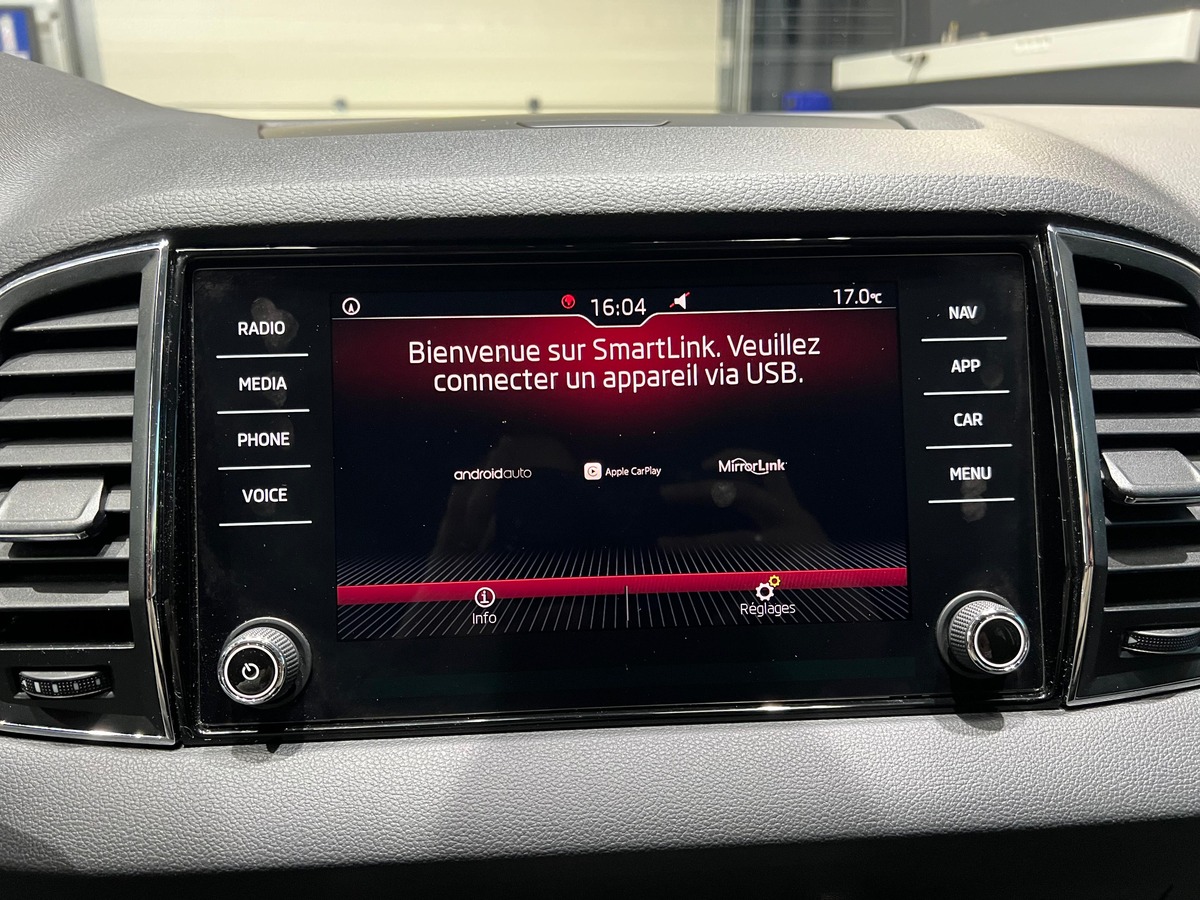 16:04
17.0°C
RADIO
MEDIA
PHONE
VOICE
Bienvenue sur SmartLink. Veuillez
connecter un appareil via USB.
androidauto
Apple CarPlay
MirrorLink
Info
Réglages
NAV
APP
CAR
MENU